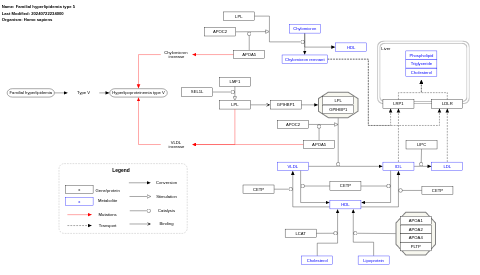 Name: Familial hyperlipidemia type 5
Last Modified: 20240723234000
Organism: Homo sapiens
LPL
APOC2
Cholesterol
HDL
APOA5
Chylomicron
increase
Chylomicron remnant
Liver
Phospholipid
Triglyceride
Cholesterol
LRP1
LDLR
Familial hyperlipidemia
Type V
Hyperlipoproteinemia type V
LMF1
SEL1L
LPL
GPIHBP1
LPL
GPIHBP1
APOC2
APOA5
VLDL
increase
LIPC
VLDL
IDL
LDL
CETP
CETP
CETP
HDL
LCAT
Cholesterol
Lipoprotein
APOA1
APOA2
APOA4
PLTP
Legend
a
Gene/protein
a
Metabolite
Mutations
Transport
Conversion
Stimulation
Catalysis
Binding